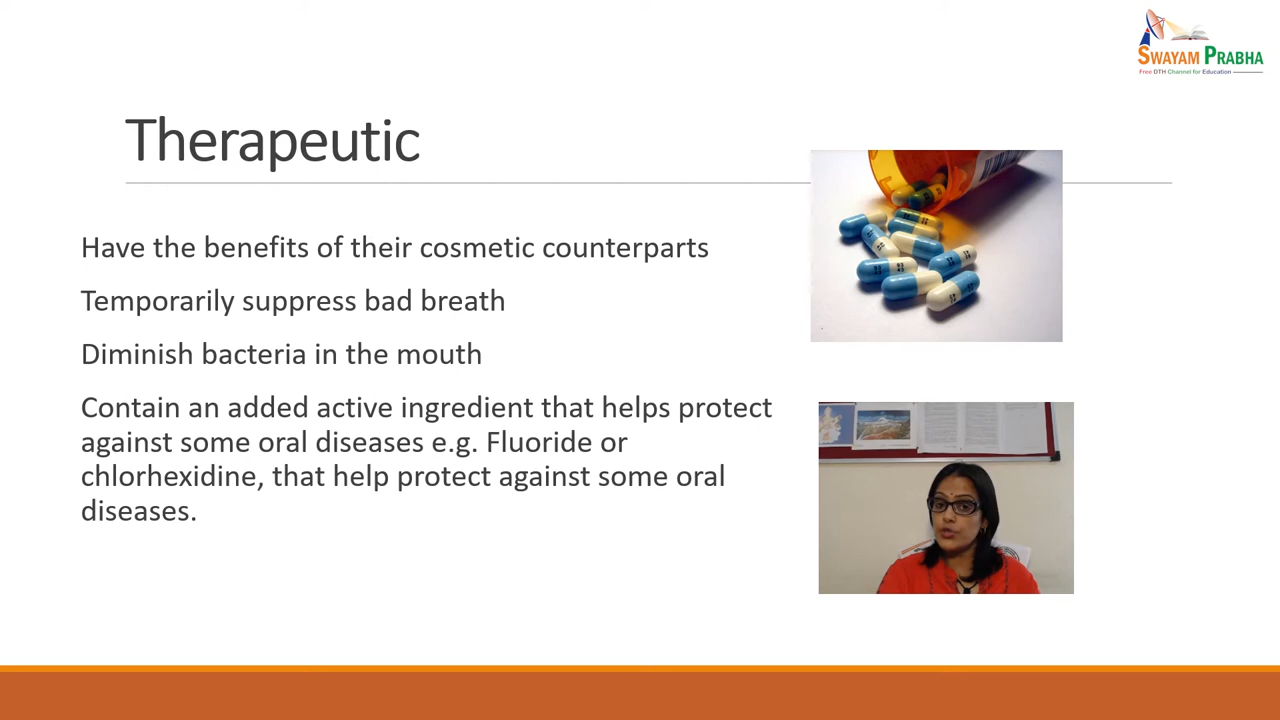 SWAYAM PRABHA
Free DTH Channel for Education
Therapeutic
Have the benefits of their cosmetic counterparts
Temporarily suppress bad breath
Diminish bacteria in the mouth
Contain an added active ingredient that helps protect
against some oral diseases e.g. Fluoride or
chlorhexidine, that help protect against some oral
diseases.